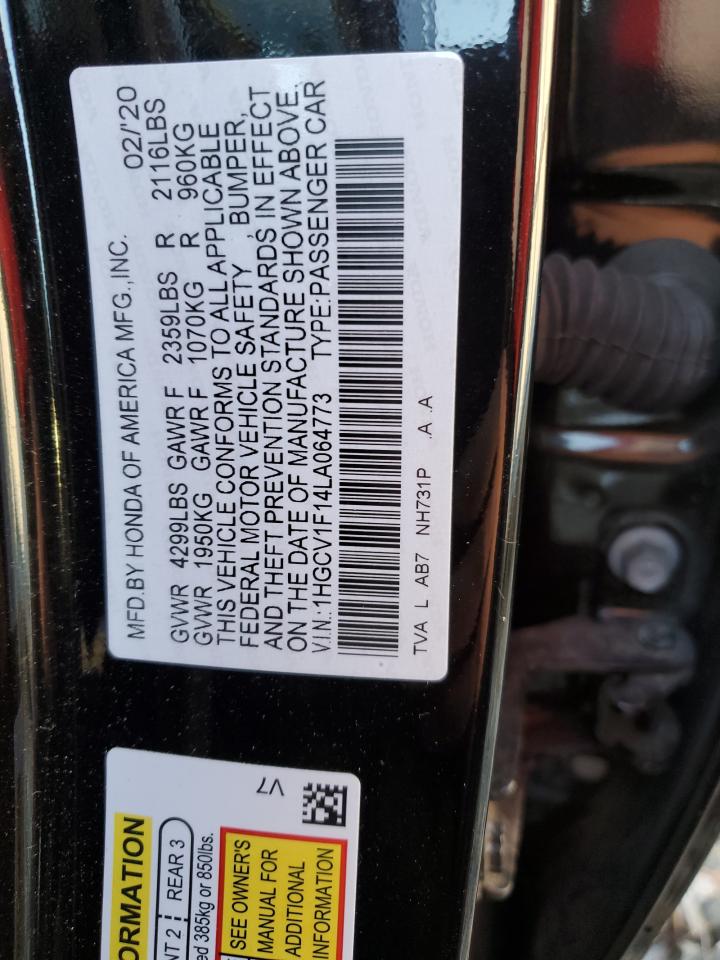 MFD.BY HONDA OF AMERICA MFG.,INC. 02/'20
GVWR 4299LBS GAWR F 2359LBS R 2116LBS
GVWR 1950KG GAWR F 1070KG R 960KG
THIS VEHICLE CONFORMS TO ALL APPLICABLE
FEDERAL MOTOR VEHICLE SAFETY , BUMPER,
AND THEFT PREVENTION STANDARDS IN EFFECT
ON THE DATE OF MANUFACTURE SHOWN ABOVE.
V.I.N:1HGCV1F14LA064773 TYPE:PASSENGER CAR
TVA L AB7 NH731P .A .A
V7
ORMATION
NT 2 REAR 3
ed 385kg or 850lbs.
SEE OWNER'S
MANUAL FOR
ADDITIONAL
INFORMATION